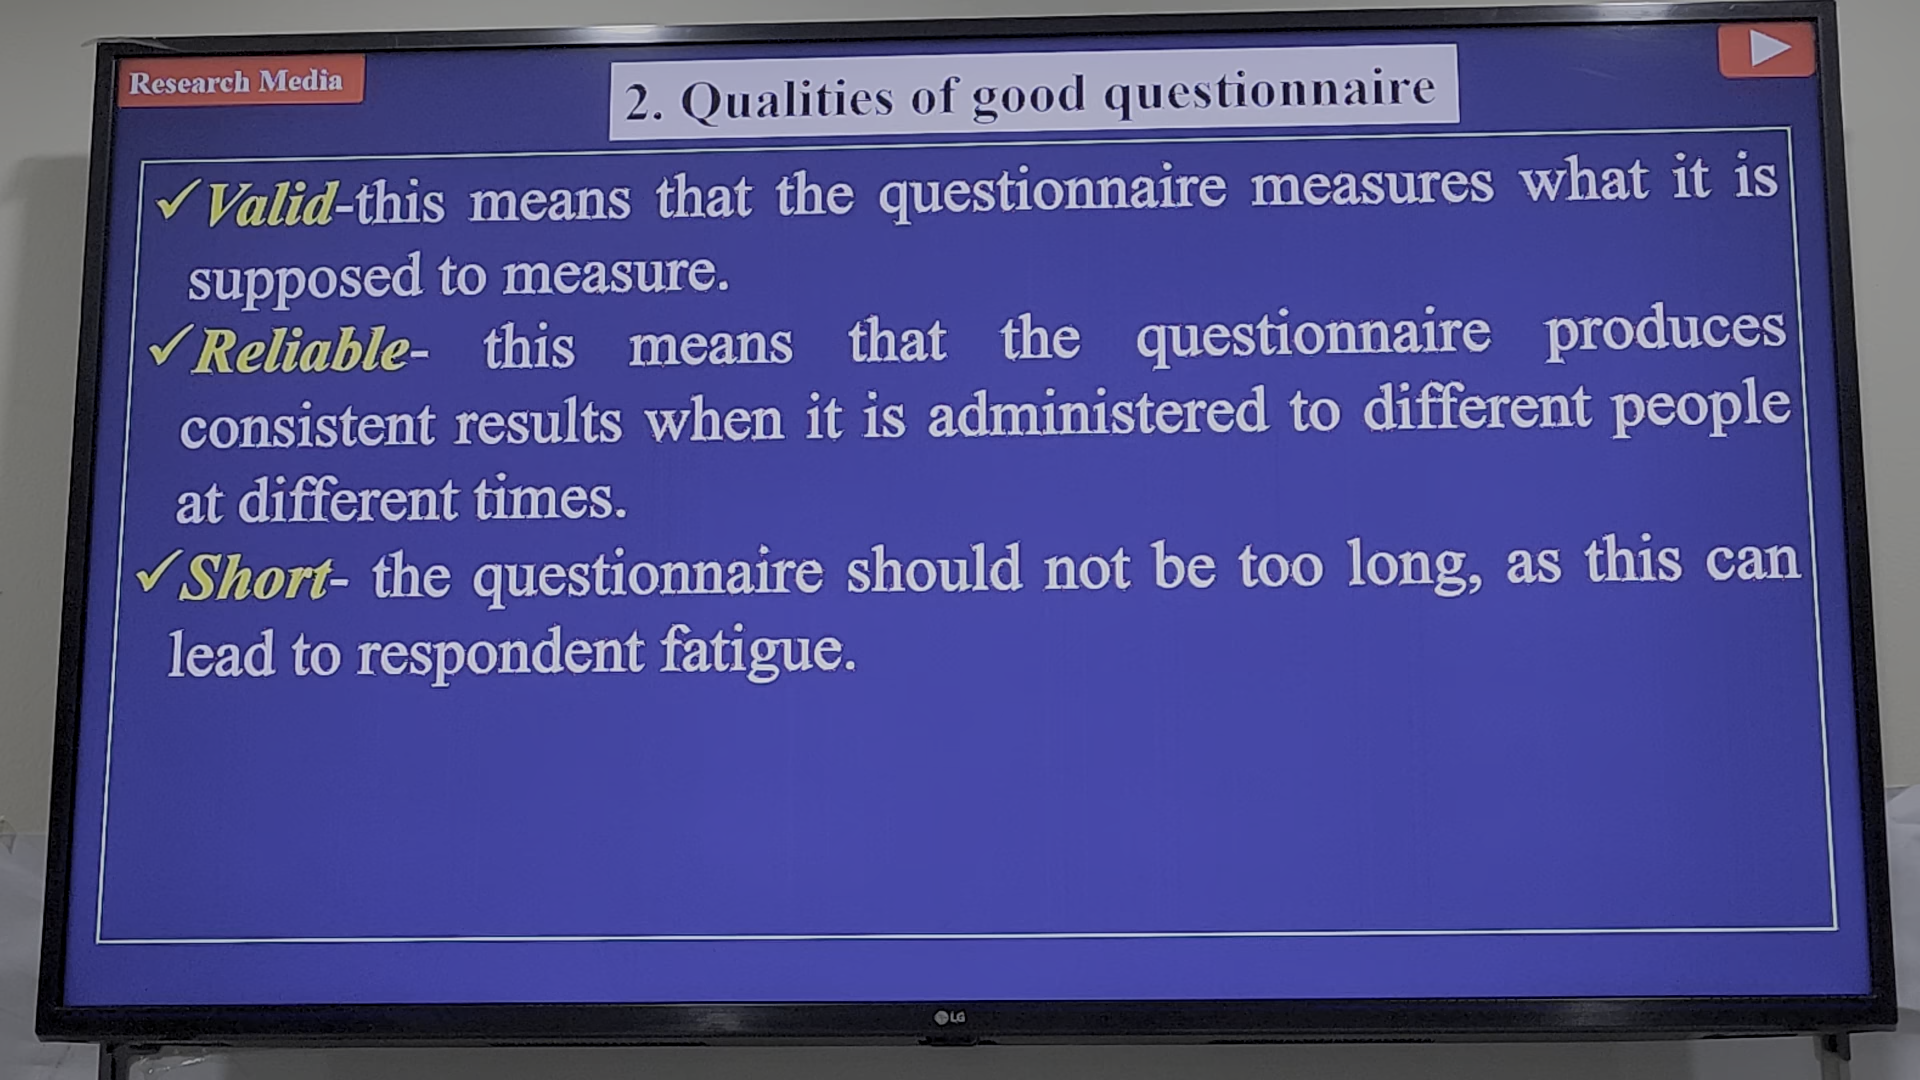 Research Media
2. Qualities of good questionnaire
✓Valid-this means that the questionnaire measures what it is
supposed to measure.
✓Reliable- this means that the questionnaire produces
consistent results when it is administered to different people
at different times.
✓Short- the questionnaire should not be too long, as this can
lead to respondent fatigue.
LG